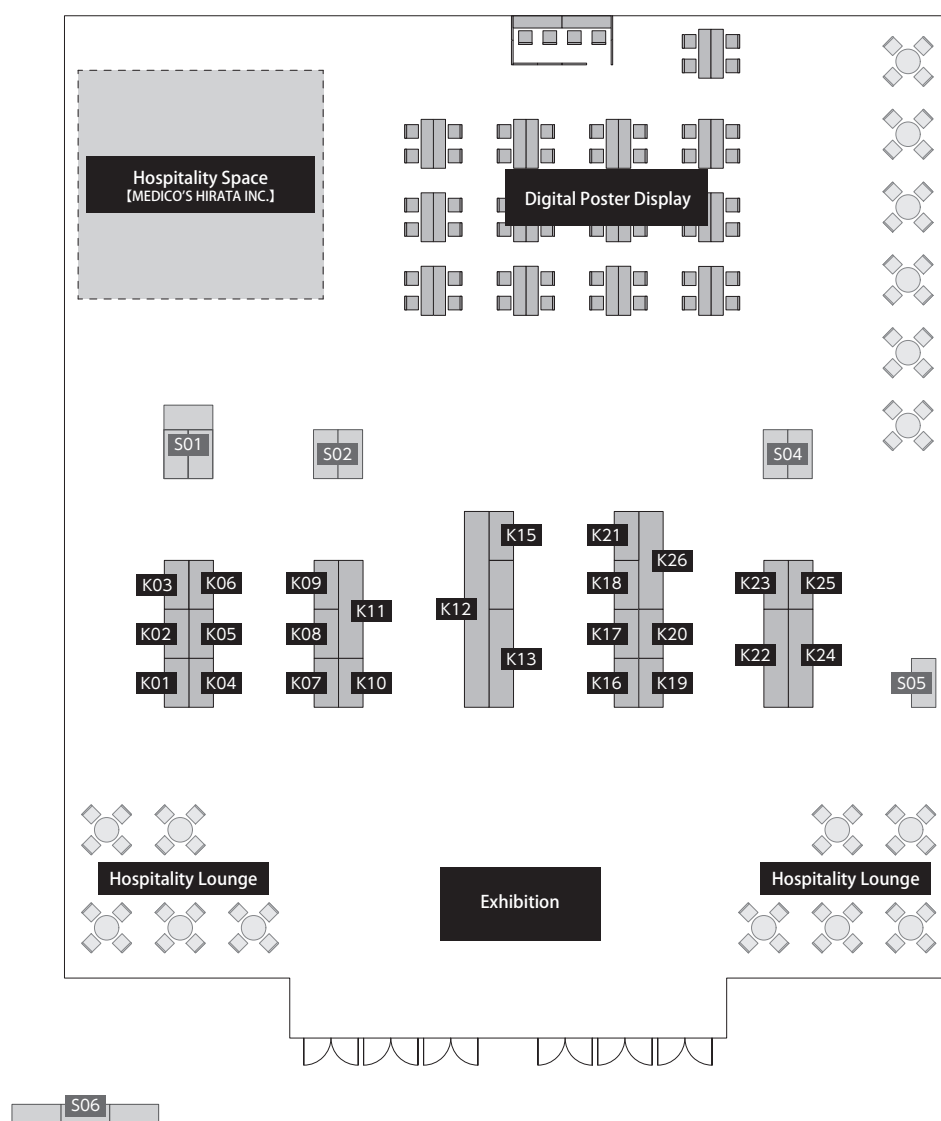 Hospitality Space
【MEDICO’S HIRATA INC.】
Digital Poster Display
S01
S02
S04
K15
K21
K26
K03
K06
K09
K18
K23
K25
K12
K11
K02
K05
K08
K17
K20
K13
K22
K24
K01
K04
K07
K10
K16
K19
S05
Hospitality Lounge
Exhibition
Hospitality Lounge
S06